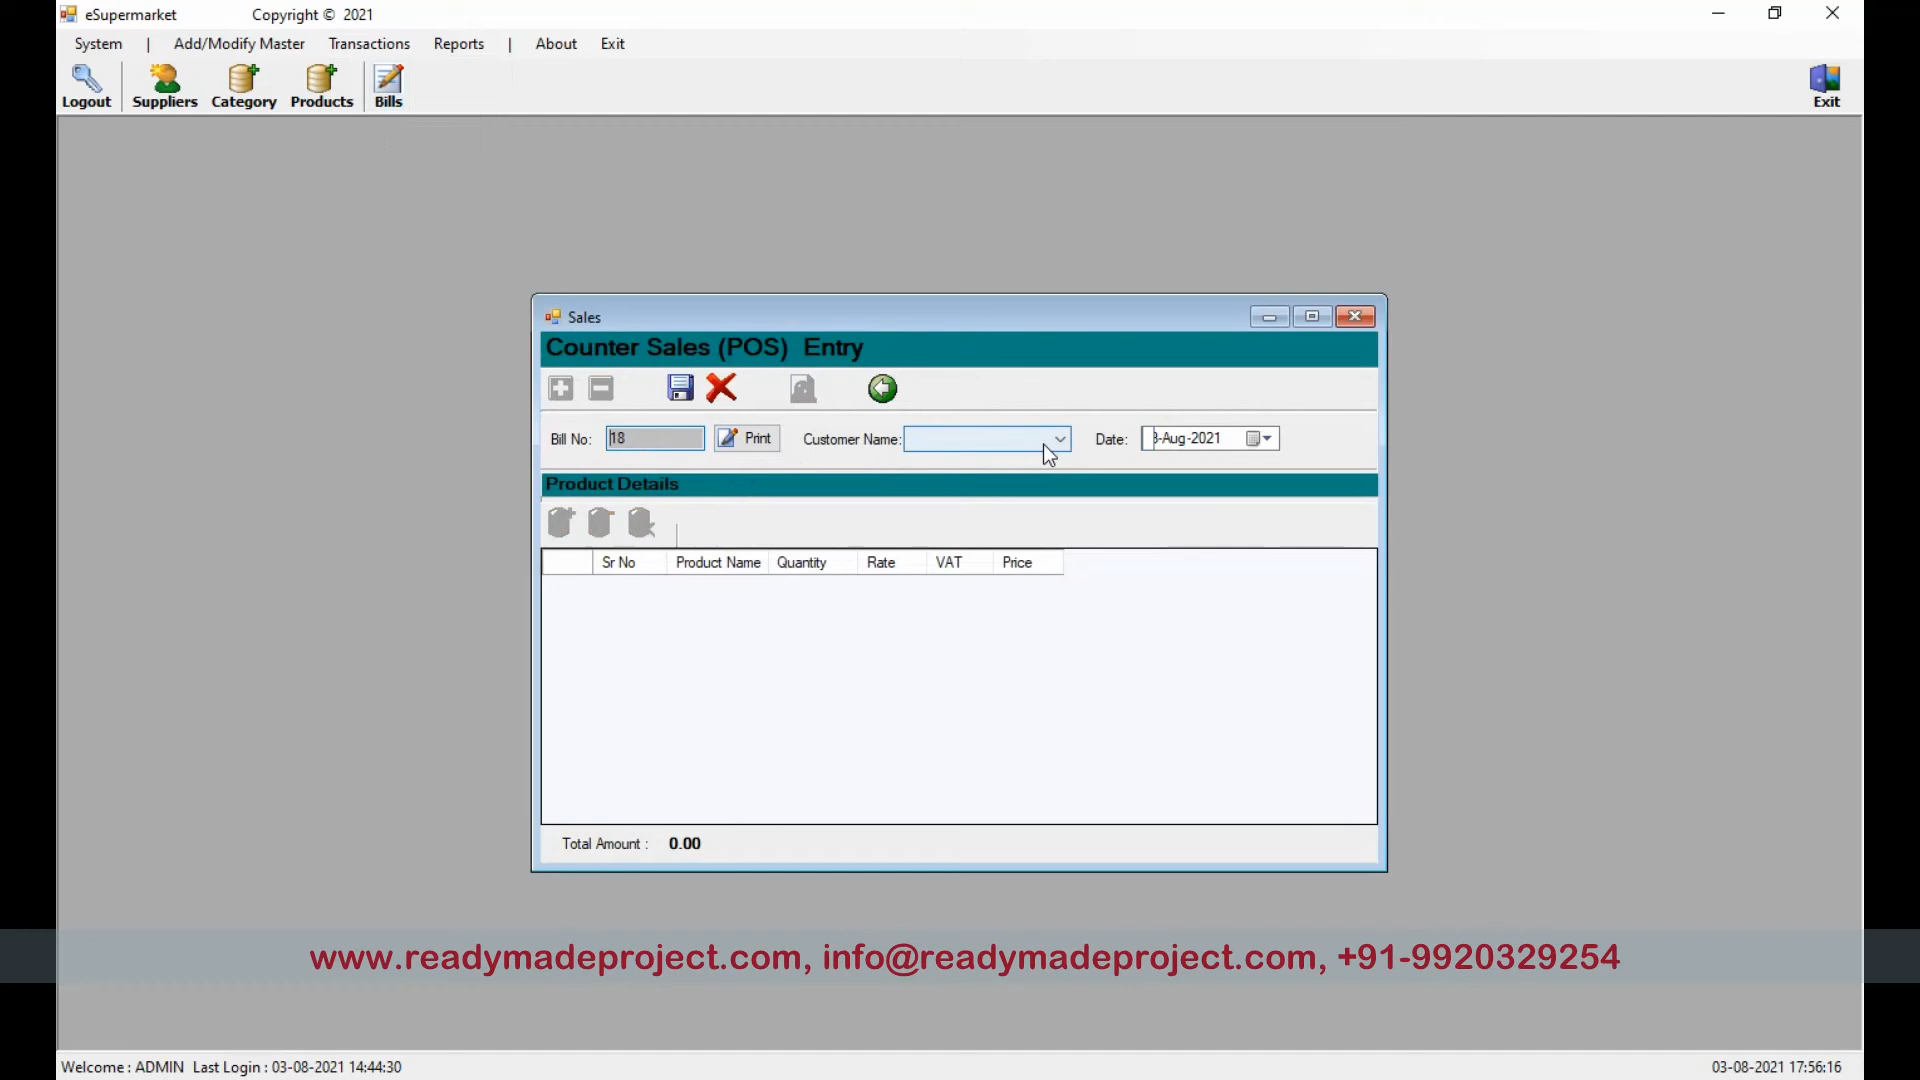 eSupermarket Copyright © 2021
System | Add/Modify Master Transactions Reports | About Exit
Logout Suppliers Category Products Bills Exit
Sales
Counter Sales (POS) Entry
Bill No: 18 Print Customer Name: Date: 3-Aug-2021
Product Details
Sr No Product Name Quantity Rate VAT Price
Total Amount : 0.00
www.readymadeproject.com, info@readymadeproject.com, +91-9920329254
Welcome : ADMIN Last Login : 03-08-2021 14:44:30 03-08-2021 17:56:16